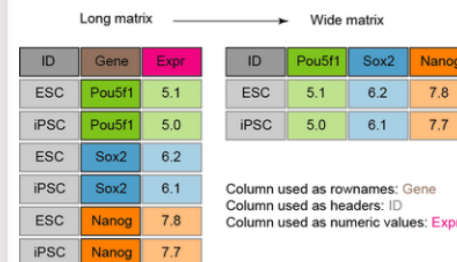 Long matrix Wide matrix
ID Gene Expr
ESC Pou5f1 5.1
iPSC Pou5f1 5.0
ESC Sox2 6.2
iPSC Sox2 6.1
ESC Nanog 7.8
iPSC Nanog 7.7
ID Pou5f1 Sox2 Nanog
ESC 5.1 6.2 7.8
iPSC 5.0 6.1 7.7
Column used as rownames: Gene
Column used as headers: ID
Column used as numeric values: Expr